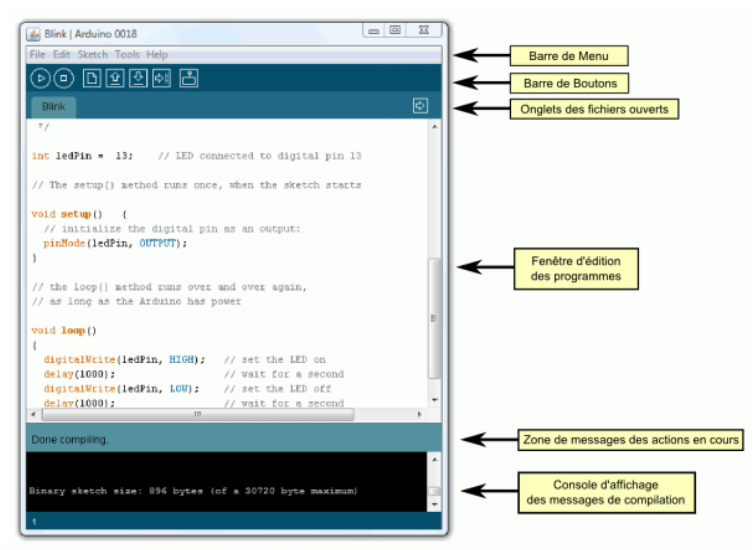 Blink | Arduino 0018
File Edit Sketch Tools Help
Barre de Menu
Barre de Boutons
Blink
Onglets des fichiers ouverts
*/
int ledPin = 13; // LED connected to digital pin 13
// The setup() method runs once, when the sketch starts
void setup() {
// initialize the digital pin as an output:
pinMode(ledPin, OUTPUT);
}
Fenêtre d'édition
des programmes
// the loop() method runs over and over again,
// as long as the Arduino has power
void loop()
{
digitalWrite(ledPin, HIGH); // set the LED on
delay(1000); // wait for a second
digitalWrite(ledPin, LOW); // set the LED off
delay(1000); // wait for a second
Done compiling.
Zone de messages des actions en cours
Binary sketch size: 896 bytes (of a 30720 byte maximum)
Console d'affichage
des messages de compilation
1